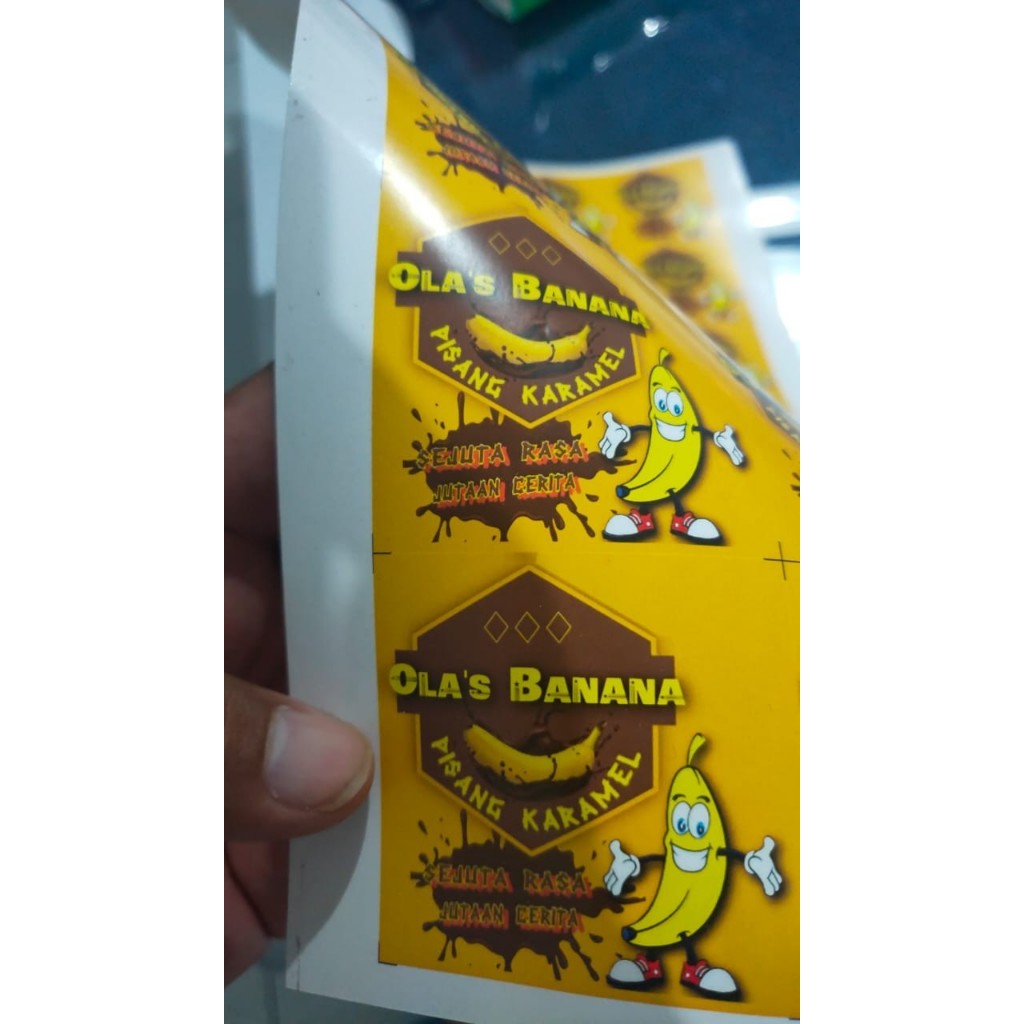 OLA'S BANANA
PISANG KARAMEL
SEJUTA RASA
JUTAAN CERITA
OLA'S BANANA
PISANG KARAMEL
SEJUTA RASA
JUTAAN CERITA